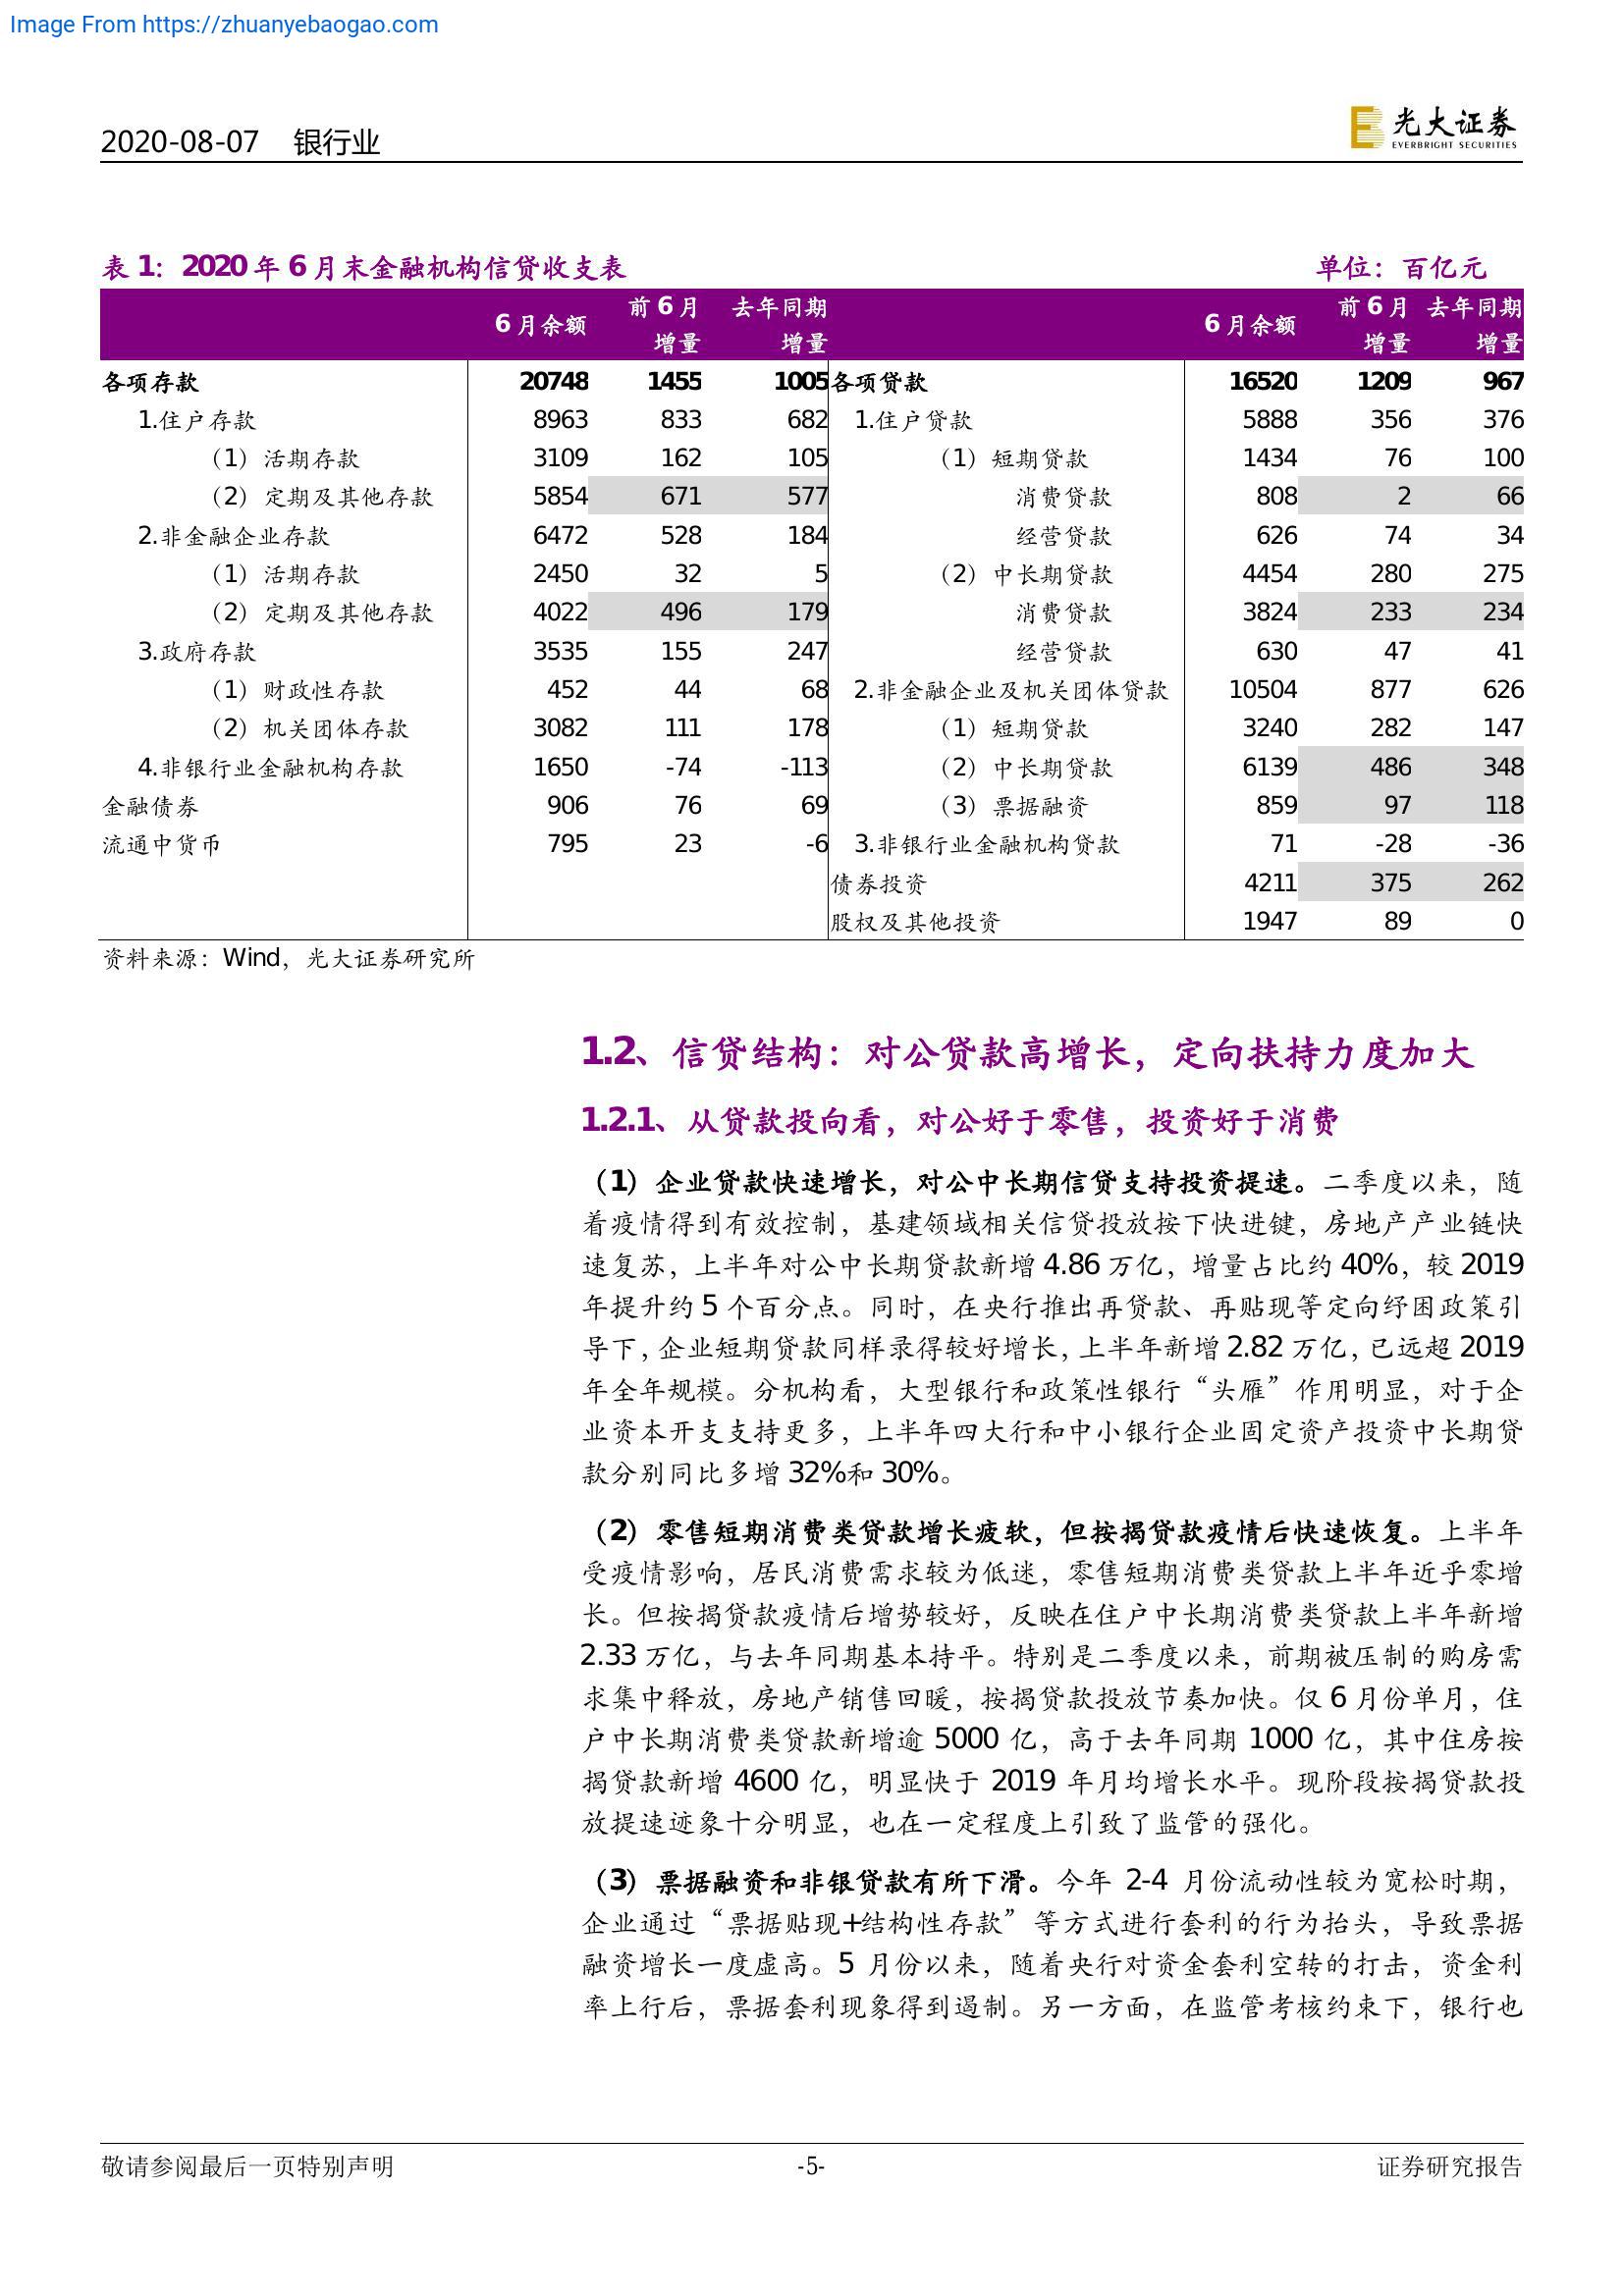 Image From https://zhuanyebaogao.com
2020-08-07 银行业
光大证券
EVERBRIGHT SECURITIES
表 1：2020 年 6 月末金融机构信贷收支表 单位：百亿元
6 月余额 前 6 月增量 去年同期增量 6 月余额 前 6 月增量 去年同期增量
各项存款 20748 1455 1005 各项贷款 16520 1209 967
1.住户存款 8963 833 682 1.住户贷款 5888 356 376
（1）活期存款 3109 162 105 （1）短期贷款 1434 76 100
（2）定期及其他存款 5854 671 577 消费贷款 808 2 66
2.非金融企业存款 6472 528 184 经营贷款 626 74 34
（1）活期存款 2450 32 5 （2）中长期贷款 4454 280 275
（2）定期及其他存款 4022 496 179 消费贷款 3824 233 234
3.政府存款 3535 155 247 经营贷款 630 47 41
（1）财政性存款 452 44 68 2.非金融企业及机关团体贷款 10504 877 626
（2）机关团体存款 3082 111 178 （1）短期贷款 3240 282 147
4.非银行业金融机构存款 1650 -74 -113 （2）中长期贷款 6139 486 348
金融债券 906 76 69 （3）票据融资 859 97 118
流通中货币 795 23 -6 3.非银行业金融机构贷款 71 -28 -36
债券投资 4211 375 262
股权及其他投资 1947 89 0
资料来源：Wind，光大证券研究所
1.2、信贷结构：对公贷款高增长，定向扶持力度加大
1.2.1、从贷款投向看，对公好于零售，投资好于消费
（1）企业贷款快速增长，对公中长期信贷支持投资提速。二季度以来，随
着疫情得到有效控制，基建领域相关信贷投放按下快进键，房地产产业链快
速复苏，上半年对公中长期贷款新增 4.86 万亿，增量占比约 40%，较 2019
年提升约 5 个百分点。同时，在央行推出再贷款、再贴现等定向纾困政策引
导下，企业短期贷款同样录得较好增长，上半年新增 2.82 万亿，已远超 2019
年全年规模。分机构看，大型银行和政策性银行“头雁”作用明显，对于企
业资本开支支持更多，上半年四大行和中小银行企业固定资产投资中长期贷
款分别同比多增 32%和 30%。
（2）零售短期消费类贷款增长疲软，但按揭贷款疫情后快速恢复。上半年
受疫情影响，居民消费需求较为低迷，零售短期消费类贷款上半年近乎零增
长。但按揭贷款疫情后增势较好，反映在住户中长期消费类贷款上半年新增
2.33 万亿，与去年同期基本持平。特别是二季度以来，前期被压制的购房需
求集中释放，房地产销售回暖，按揭贷款投放节奏加快。仅 6 月份单月，住
户中长期消费类贷款新增逾 5000 亿，高于去年同期 1000 亿，其中住房按
揭贷款新增 4600 亿，明显快于 2019 年月均增长水平。现阶段按揭贷款投
放提速迹象十分明显，也在一定程度上引致了监管的强化。
（3）票据融资和非银贷款有所下滑。今年 2-4 月份流动性较为宽松时期，
企业通过“票据贴现+结构性存款”等方式进行套利的行为抬头，导致票据
融资增长一度虚高。5 月份以来，随着央行对资金套利空转的打击，资金利
率上行后，票据套利现象得到遏制。另一方面，在监管考核约束下，银行也
敬请参阅最后一页特别声明 -5- 证券研究报告